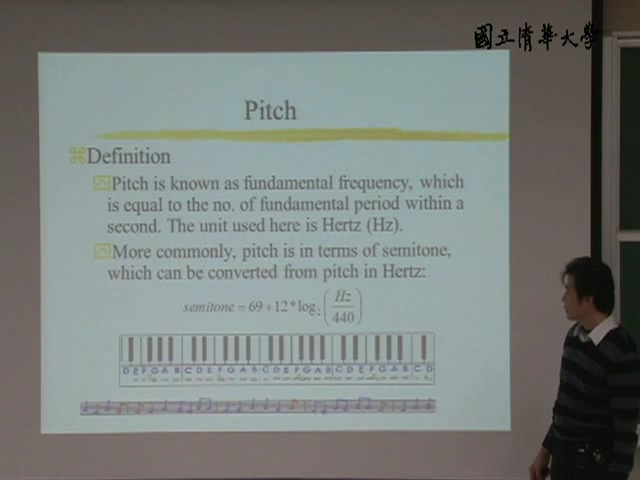 國立清華大學
Pitch
Definition
Pitch is known as fundamental frequency, which
is equal to the no. of fundamental period within a
second. The unit used here is Hertz (Hz).
More commonly, pitch is in terms of semitone,
which can be converted from pitch in Hertz:
semitone = 69 + 12*log₂(Hz/440)
D E F G A B C D E F G A B C D E F G A B C D E F G A B C D